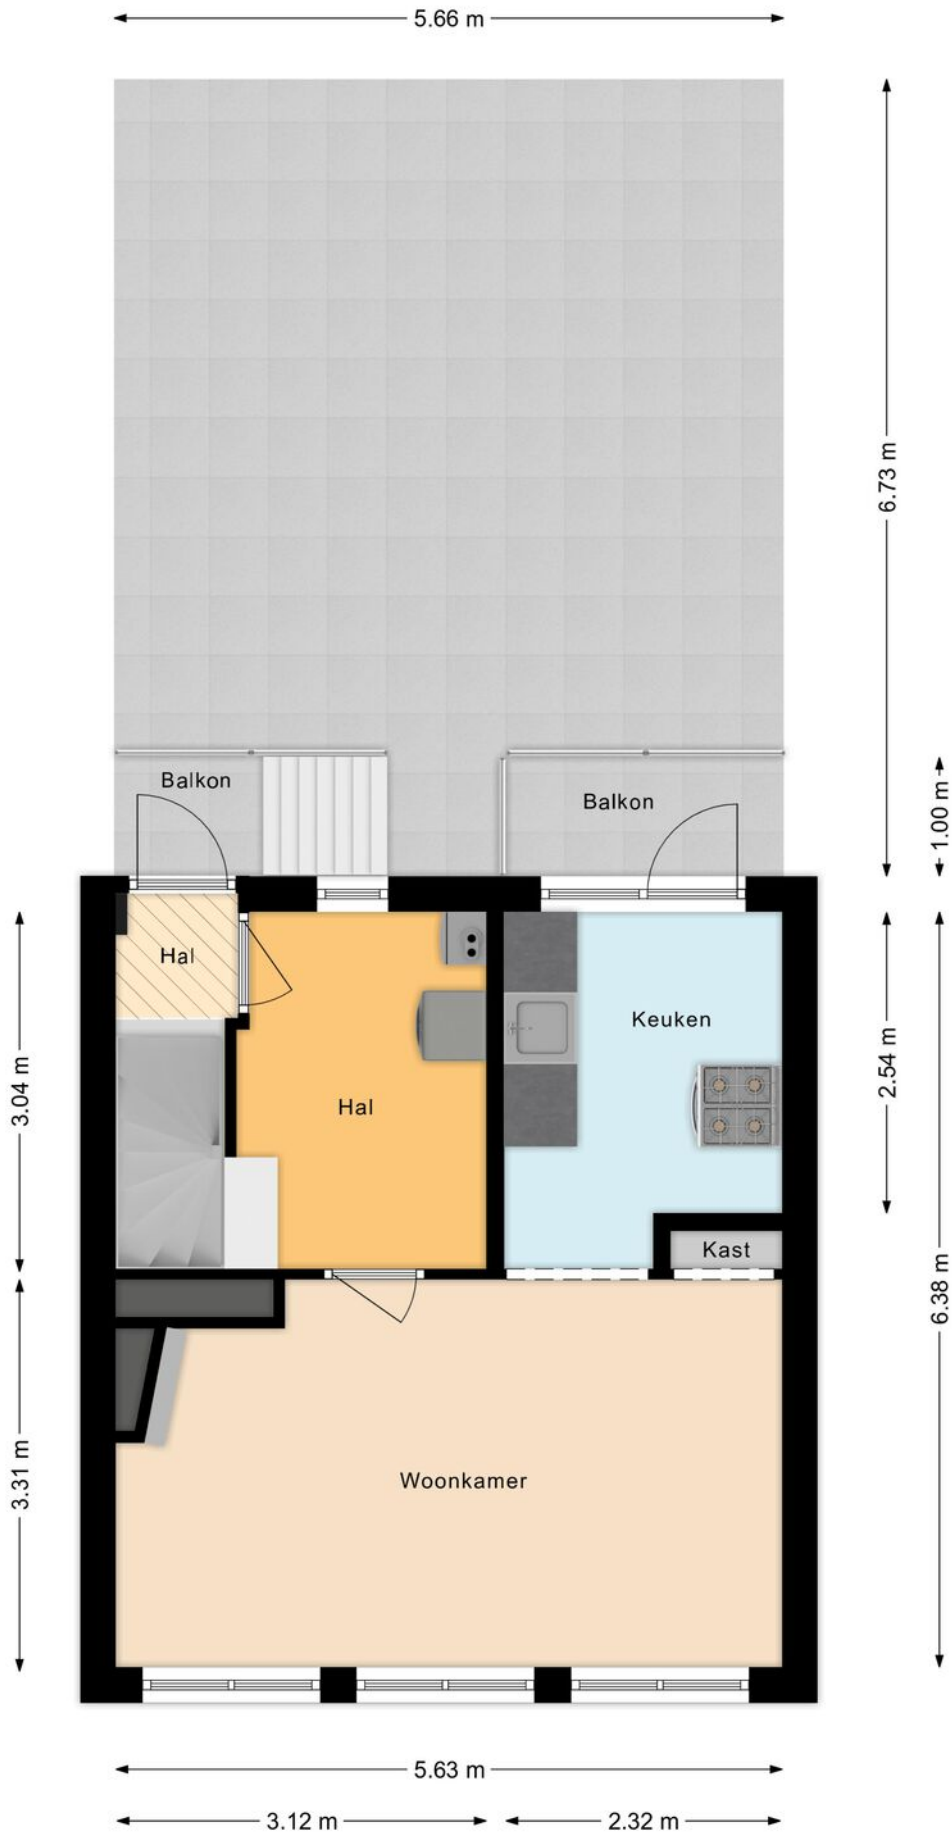 5.66 m
6.73 m
Balkon
Balkon
1.00 m
Hal
Keuken
3.04 m
Hal
2.54 m
Kast
6.38 m
3.31 m
Woonkamer
5.63 m
3.12 m
2.32 m